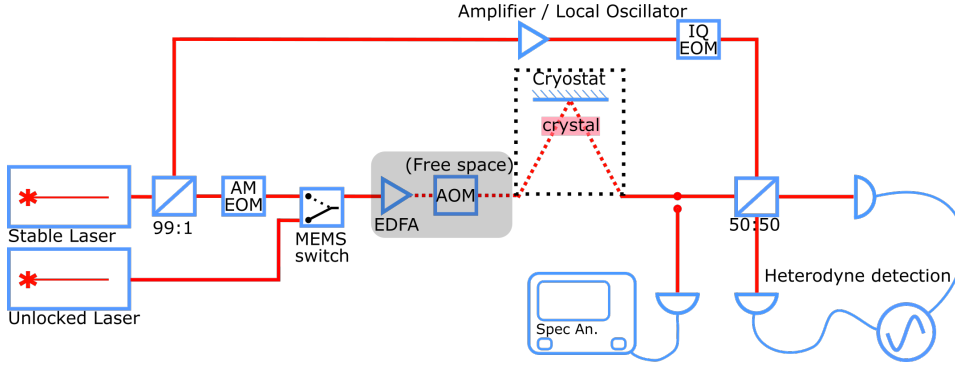 Amplifier / Local Oscillator
IQ
EOM
Cryostat
crystal
(Free space)
AM
EOM
AOM
EDFA
99:1
MEMS
switch
50:50
Stable Laser
Heterodyne detection
Unlocked Laser
Spec An.